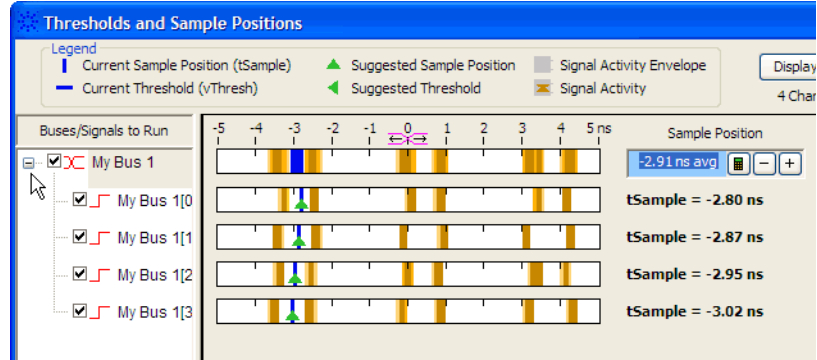 Thresholds and Sample Positions
Legend
Current Sample Position (tSample) Suggested Sample Position Signal Activity Envelope
Current Threshold (vThresh) Suggested Threshold Signal Activity
Display
4 Char
Buses/Signals to Run -5 -4 -3 -2 -1 0 1 2 3 4 5 ns Sample Position
My Bus 1 -2.91 ns avg
My Bus 1[0 tSample = -2.80 ns
My Bus 1[1 tSample = -2.87 ns
My Bus 1[2 tSample = -2.95 ns
My Bus 1[3 tSample = -3.02 ns